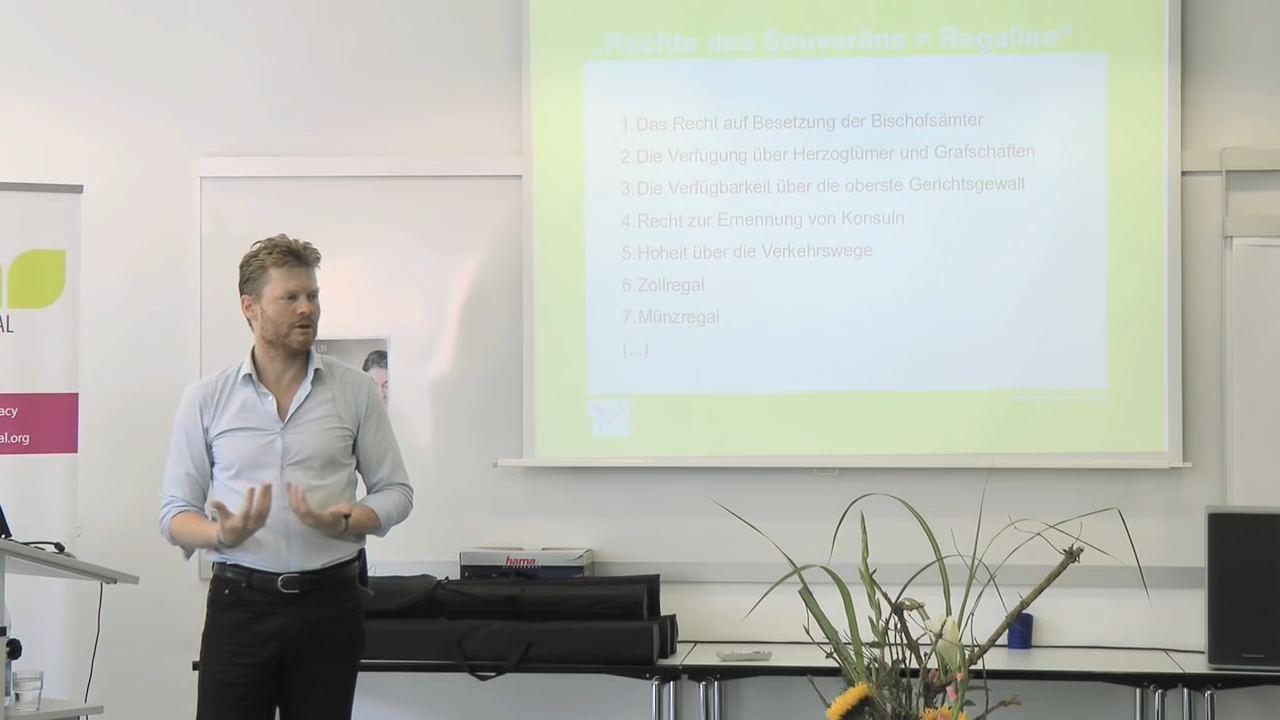 „Rechte des Souveräns = Regalien“
1.Das Recht auf Besetzung der Bischofsämter
2.Die Verfügung über Herzogtümer und Grafschaften
3.Die Verfügbarkeit über die oberste Gerichtsgewalt
4.Recht zur Ernennung von Konsuln
5.Hoheit über die Verkehrswege
6.Zollregal
7.Münzregal
(...)
AL
acy
al.org
hama